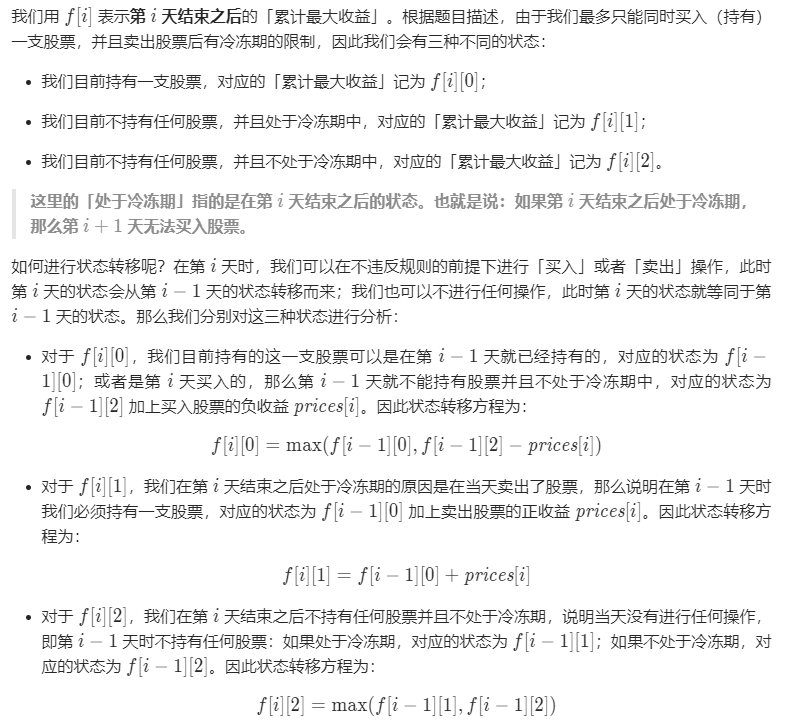 我们用 f[i] 表示第 i 天结束之后的「累计最大收益」。根据题目描述，由于我们最多只能同时买入（持有）
一支股票，并且卖出股票后有冷冻期的限制，因此我们会有三种不同的状态：
• 我们目前持有一支股票，对应的「累计最大收益」记为 f[i][0]；
• 我们目前不持有任何股票，并且处于冷冻期中，对应的「累计最大收益」记为 f[i][1]；
• 我们目前不持有任何股票，并且不处于冷冻期中，对应的「累计最大收益」记为 f[i][2]。
这里的「处于冷冻期」指的是在第 i 天结束之后的状态。也就是说：如果第 i 天结束之后处于冷冻期，
那么第 i + 1 天无法买入股票。
如何进行状态转移呢？在第 i 天时，我们可以在不违反规则的前提下进行「买入」或者「卖出」操作，此时
第 i 天的状态会从第 i − 1 天的状态转移而来；我们也可以不进行任何操作，此时第 i 天的状态就等同于第
i − 1 天的状态。那么我们分别对这三种状态进行分析：
• 对于 f[i][0]，我们目前持有的这一支股票可以是在第 i − 1 天就已经持有的，对应的状态为 f[i −
1][0]；或者是第 i 天买入的，那么第 i − 1 天就不能持有股票并且不处于冷冻期中，对应的状态为
f[i − 1][2] 加上买入股票的负收益 prices[i]。因此状态转移方程为：
f[i][0] = max(f[i − 1][0], f[i − 1][2] − prices[i])
• 对于 f[i][1]，我们在第 i 天结束之后处于冷冻期的原因是在当天卖出了股票，那么说明在第 i − 1 天时
我们必须持有一支股票，对应的状态为 f[i − 1][0] 加上卖出股票的正收益 prices[i]。因此状态转移方
程为：
f[i][1] = f[i − 1][0] + prices[i]
• 对于 f[i][2]，我们在第 i 天结束之后不持有任何股票并且不处于冷冻期，说明当天没有进行任何操作，
即第 i − 1 天时不持有任何股票：如果处于冷冻期，对应的状态为 f[i − 1][1]；如果不处于冷冻期，对
应的状态为 f[i − 1][2]。因此状态转移方程为：
f[i][2] = max(f[i − 1][1], f[i − 1][2])